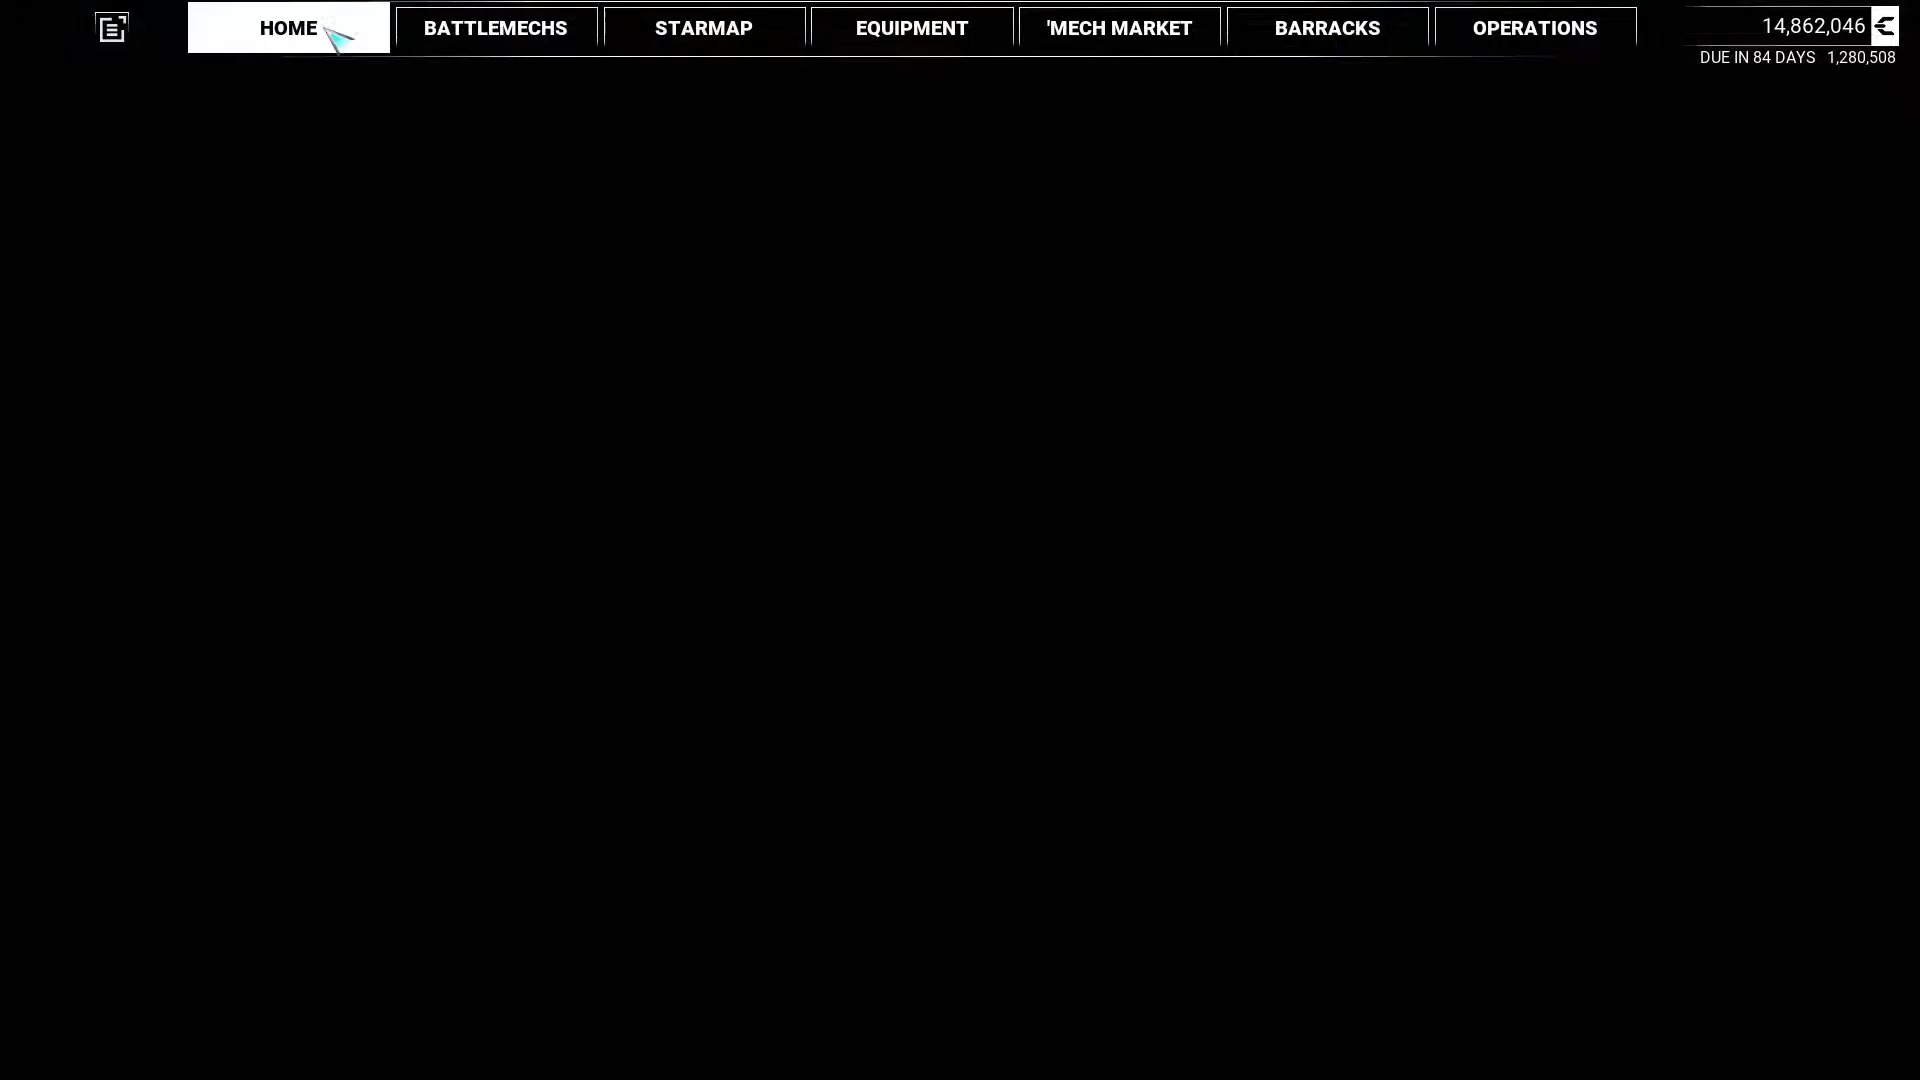 HOME
BATTLEMECHS
STARMAP
EQUIPMENT
'MECH MARKET
BARRACKS
OPERATIONS
14,862,046
DUE IN 84 DAYS 1,280,508